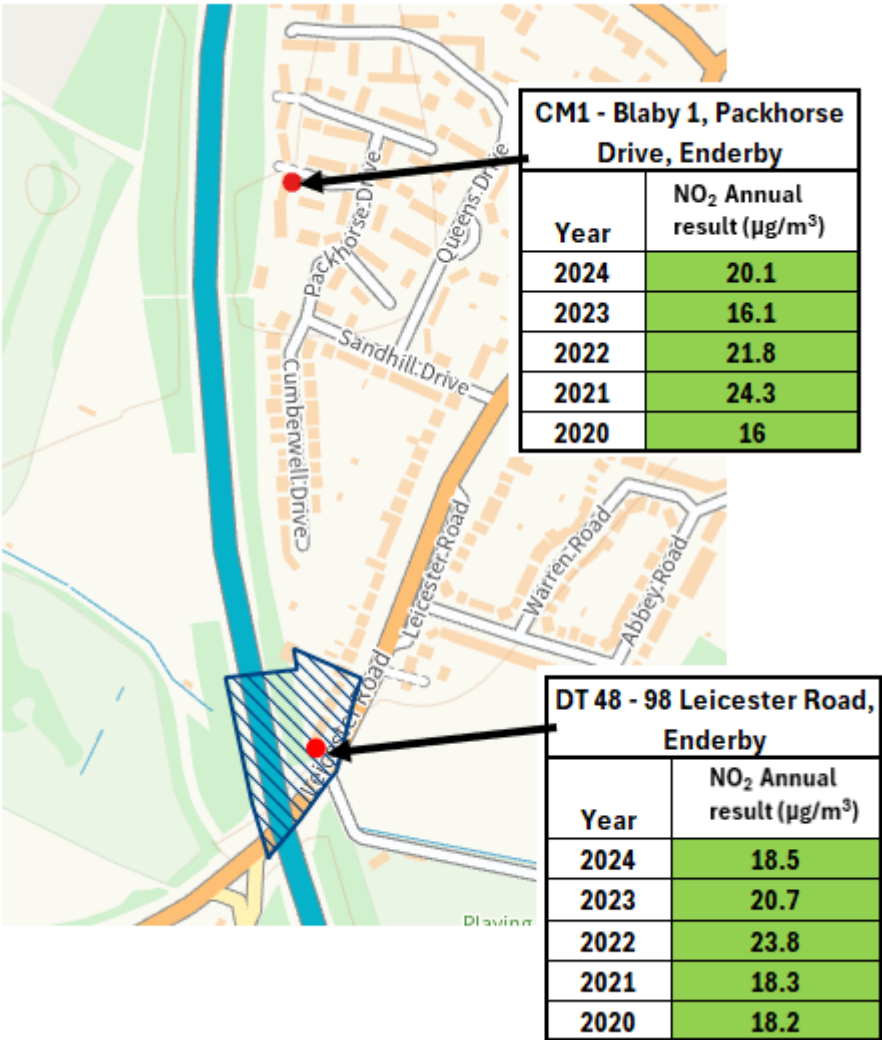 CM1 - Blaby 1, Packhorse
Drive, Enderby
Year NO₂ Annual
result (µg/m³)
2024 20.1
2023 16.1
2022 21.8
2021 24.3
2020 16
Packhorse Drive
Queens Drive
Sandhill Drive
Cumberwell Drive
Leicester Road
Warren Road
Abbey Road
Leicester Road
Playing
DT 48 - 98 Leicester Road,
Enderby
Year NO₂ Annual
result (µg/m³)
2024 18.5
2023 20.7
2022 23.8
2021 18.3
2020 18.2